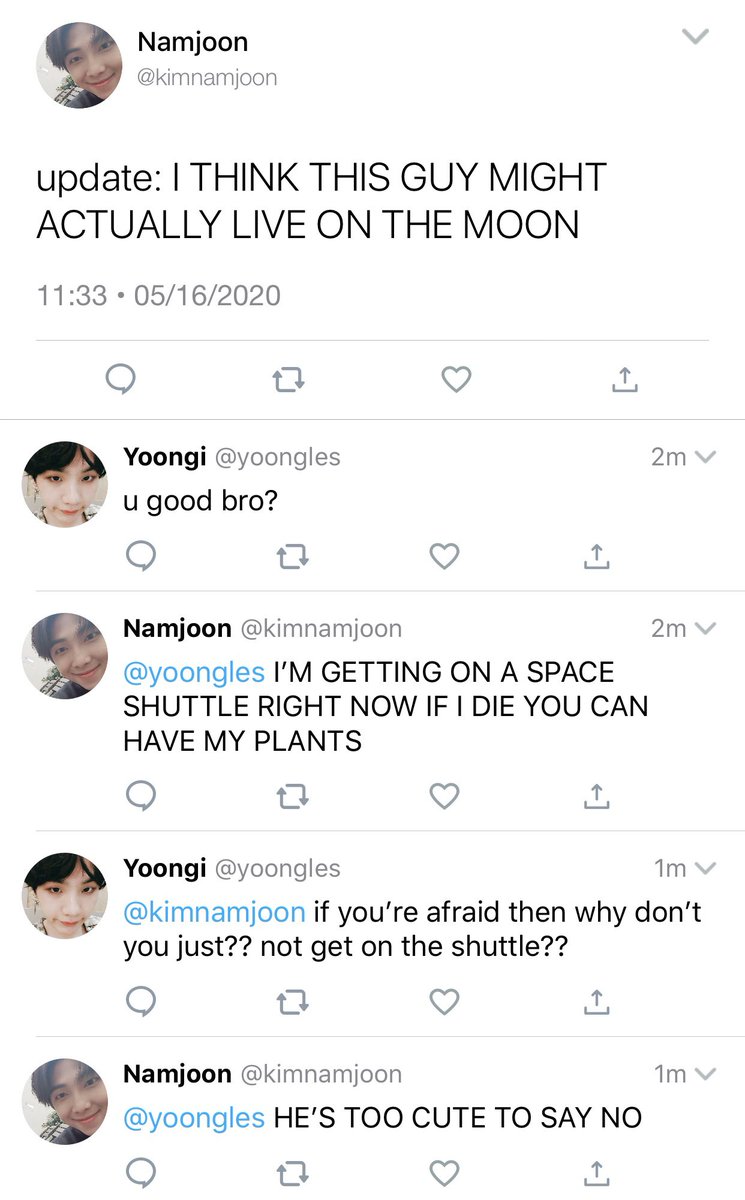 Namjoon
@kimnamjoon
update: I THINK THIS GUY MIGHT
ACTUALLY LIVE ON THE MOON
11:33 • 05/16/2020
Yoongi @yoongles 2m
u good bro?
Namjoon @kimnamjoon 2m
@yoongles I’M GETTING ON A SPACE
SHUTTLE RIGHT NOW IF I DIE YOU CAN
HAVE MY PLANTS
Yoongi @yoongles 1m
@kimnamjoon if you’re afraid then why don’t
you just?? not get on the shuttle??
Namjoon @kimnamjoon 1m
@yoongles HE’S TOO CUTE TO SAY NO